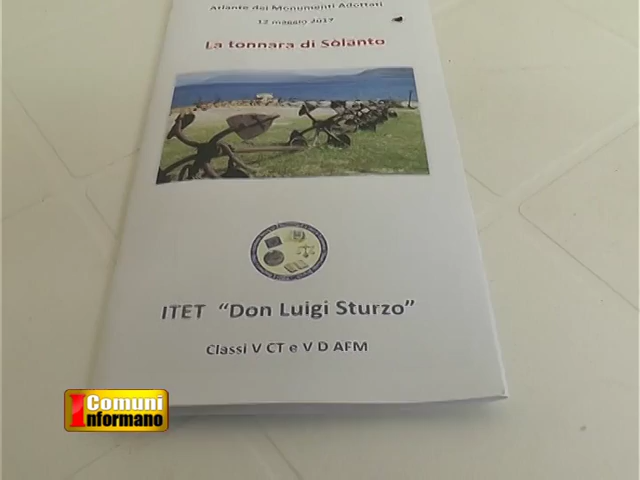 Atlante dei Monumenti Adottati
12 maggio 2017
La tonnara di Sòlanto
ITET "Don Luigi Sturzo"
Classi V CT e V D AFM
I Comuni
Informano